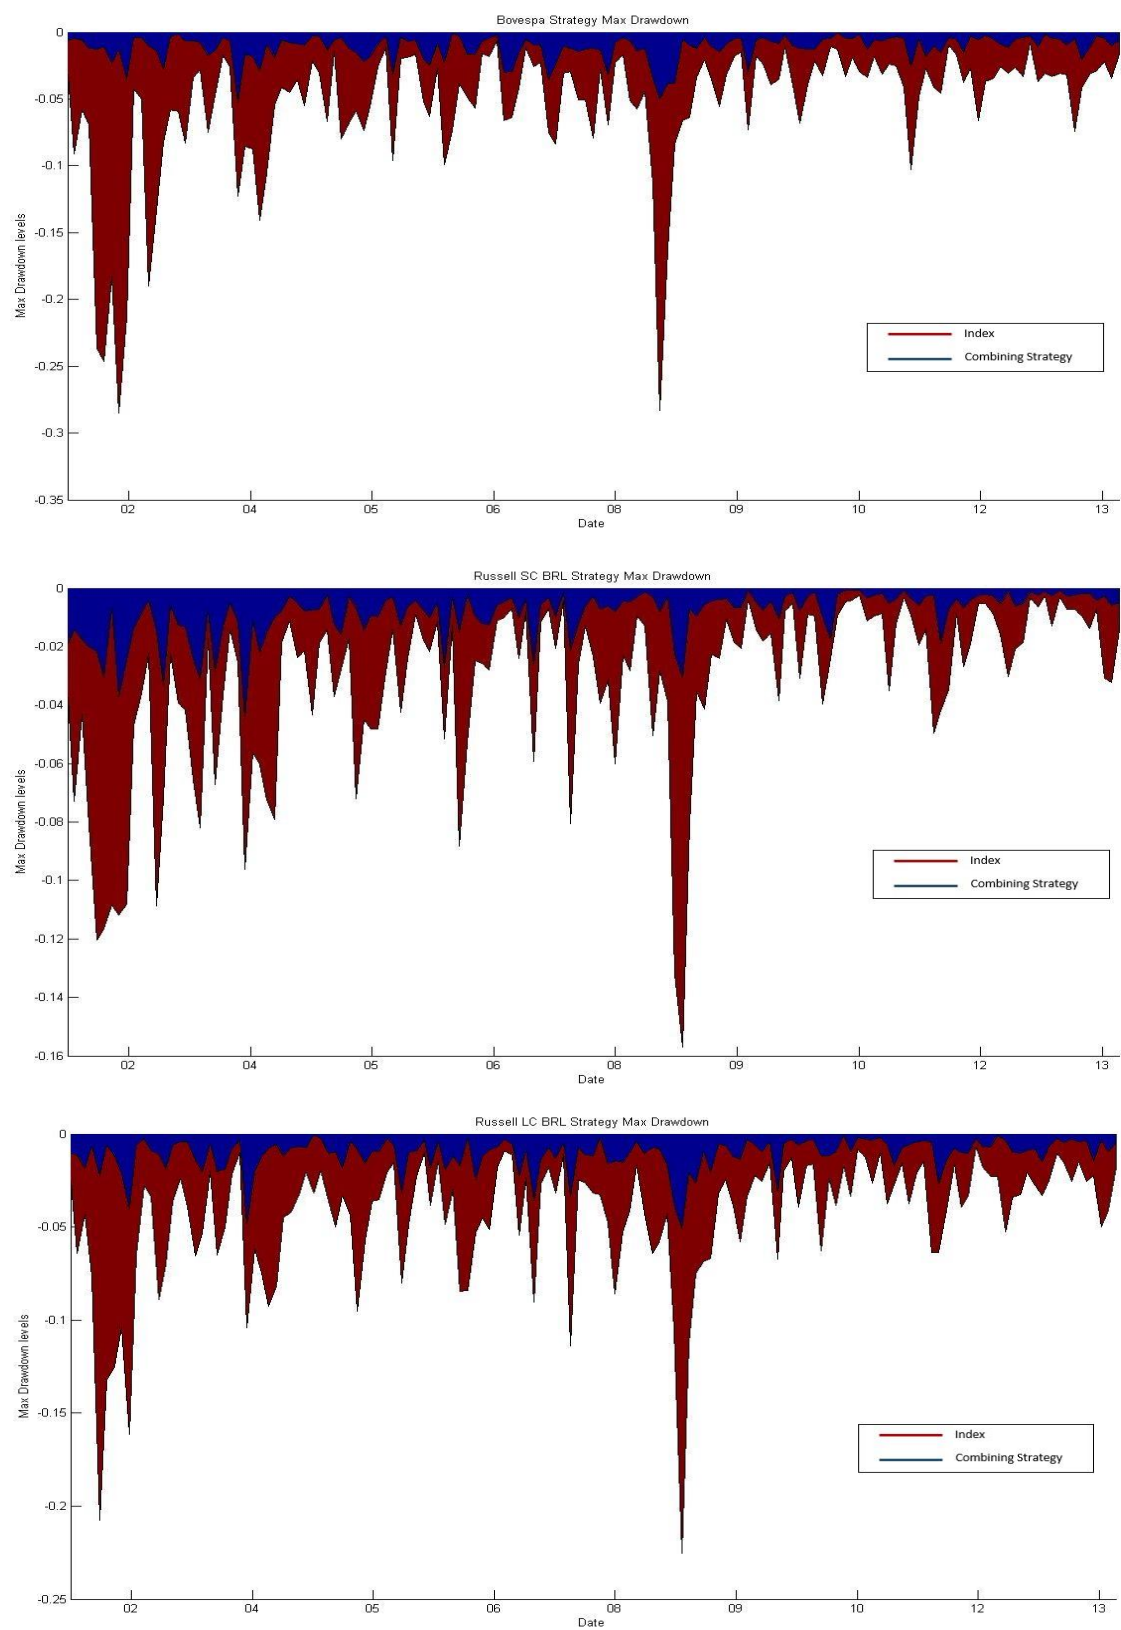 Bovespa Strategy Max Drawdown
0
-0.05
-0.1
-0.15
-0.2
-0.25
-0.3
-0.35
Max Drawdown levels
Index
Combining Strategy
02 04 05 06 08 09 10 12 13
Date
Russell SC BRL Strategy Max Drawdown
0
-0.02
-0.04
-0.06
-0.08
-0.1
-0.12
-0.14
-0.16
Max Drawdown levels
Index
Combining Strategy
02 04 05 06 08 09 10 12 13
Date
Russell LC BRL Strategy Max Drawdown
0
-0.05
-0.1
-0.15
-0.2
-0.25
Max Drawdown levels
Index
Combining Strategy
02 04 05 06 08 09 10 12 13
Date